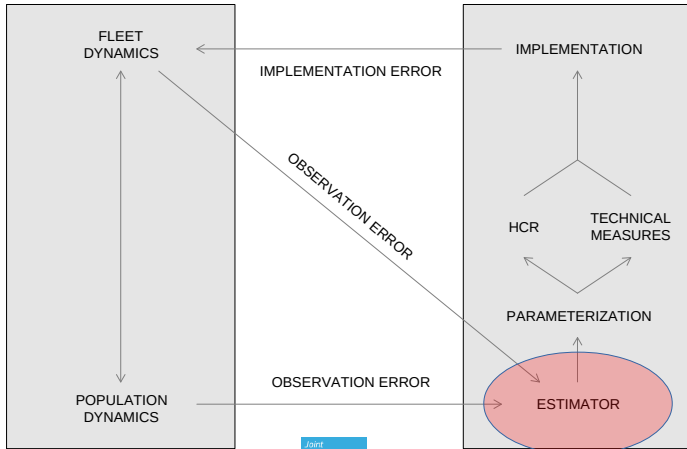 FLEET
DYNAMICS
IMPLEMENTATION
IMPLEMENTATION ERROR
OBSERVATION ERROR
HCR
TECHNICAL
MEASURES
PARAMETERIZATION
OBSERVATION ERROR
POPULATION
DYNAMICS
ESTIMATOR
Joint